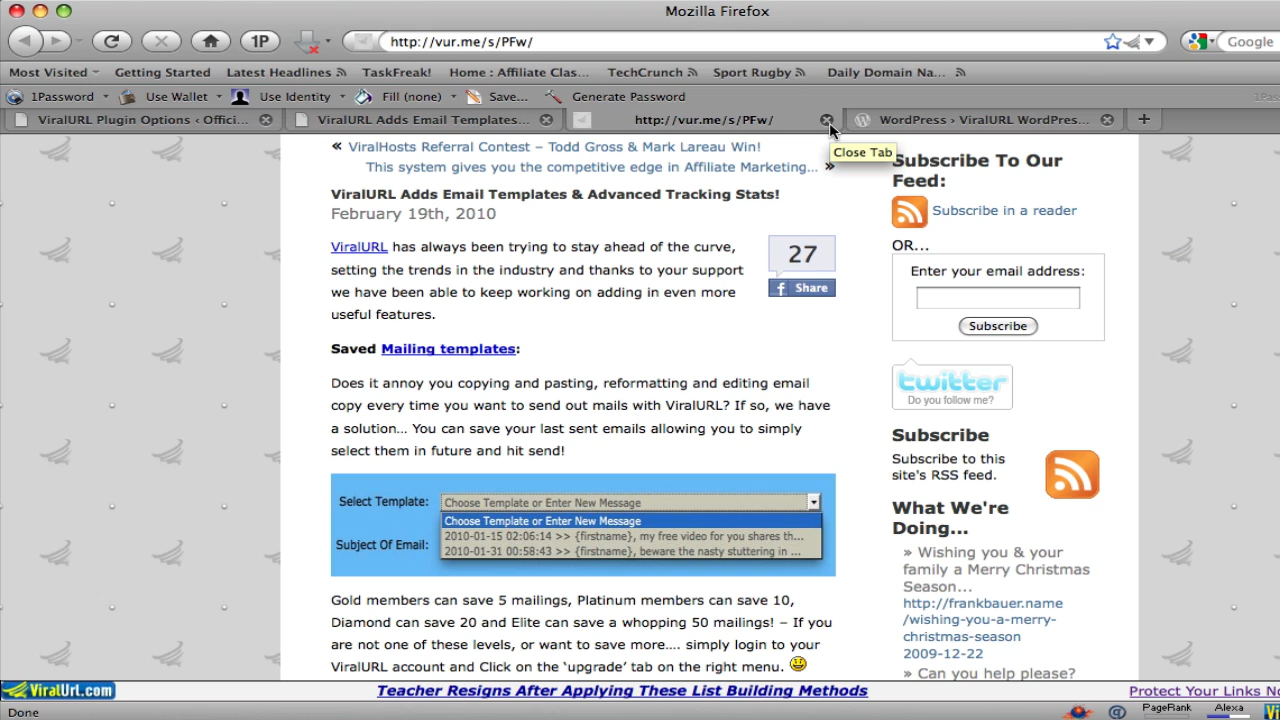 Mozilla Firefox
1P
http://vur.me/s/PFw/
Google
Most Visited
Getting Started
Latest Headlines
TaskFreak!
Home : Affiliate Clas...
TechCrunch
Sport Rugby
Daily Domain Na...
1Password
Use Wallet
Use Identity
Fill (none)
Save...
Generate Password
1Pass
ViralURL Plugin Options ‹ Offici...
ViralURL Adds Email Templates...
http://vur.me/s/PFw/
WordPress › ViralURL WordPres...
Close Tab
« ViralHosts Referral Contest – Todd Gross & Mark Lareau Win!
This system gives you the competitive edge in Affiliate Marketing... »
ViralURL Adds Email Templates & Advanced Tracking Stats!
February 19th, 2010
ViralURL has always been trying to stay ahead of the curve,
setting the trends in the industry and thanks to your support
we have been able to keep working on adding in even more
useful features.
27
Share
Saved Mailing templates:
Does it annoy you copying and pasting, reformatting and editing email
copy every time you want to send out mails with ViralURL? If so, we have
a solution... You can save your last sent emails allowing you to simply
select them in future and hit send!
Select Template:
Choose Template or Enter New Message
Choose Template or Enter New Message
2010-01-15 02:06:14 >> {firstname}, my free video for you shares th...
Subject Of Email:
2010-01-31 00:58:43 >> {firstname}, beware the nasty stuttering in ...
Gold members can save 5 mailings, Platinum members can save 10,
Diamond can save 20 and Elite can save a whopping 50 mailings! – If you
are not one of these levels, or want to save more.... simply login to your
ViralURL account and Click on the ‘upgrade’ tab on the right menu.
Subscribe To Our
Feed:
Subscribe in a reader
OR...
Enter your email address:
Subscribe
twitter
Do you follow me?
Subscribe
Subscribe to this
site's RSS feed.
What We're
Doing...
» Wishing you & your
family a Merry Christmas
Season...
http://frankbauer.name
/wishing-you-a-merry-
christmas-season
2009-12-22
» Can you help please?
ViralUrl.com
Teacher Resigns After Applying These List Building Methods
Protect Your Links No
Done
PageRank
Alexa